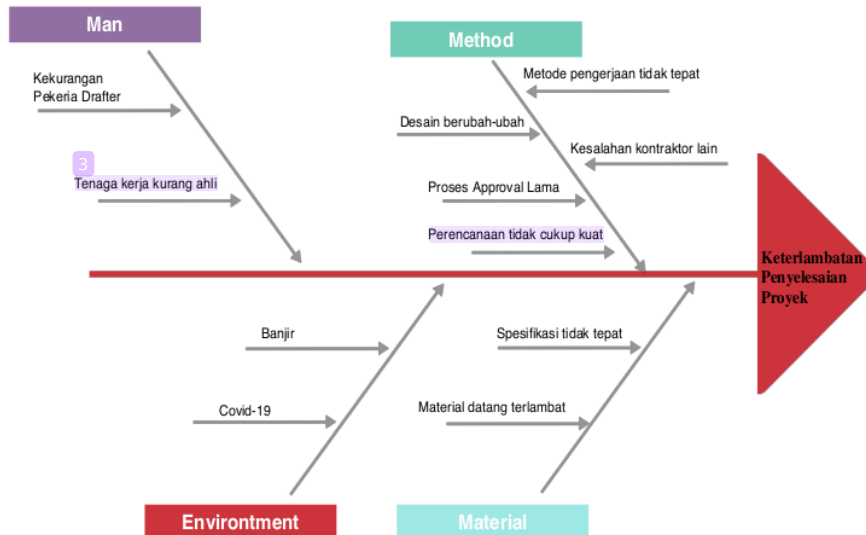 Man
Method
Kekurangan
Pekeria Drafter
Metode pengerjaan tidak tepat
Desain berubah-ubah
Kesalahan kontraktor lain
3
Tenaga kerja kurang ahli
Proses Approval Lama
Perencanaan tidak cukup kuat
Keterlambatan
Penyelesaian
Proyek
Banjir
Spesifikasi tidak tepat
Covid-19
Material datang terlambat
Environtment
Material